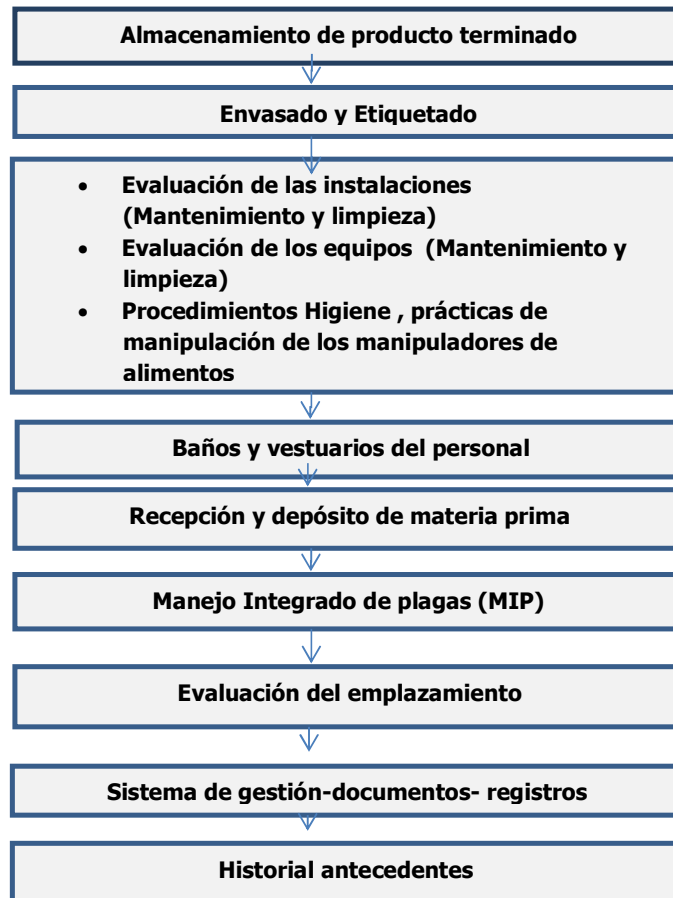 Almacenamiento de producto terminado
Envasado y Etiquetado
• Evaluación de las instalaciones
(Mantenimiento y limpieza)
• Evaluación de los equipos (Mantenimiento y
limpieza)
• Procedimientos Higiene , prácticas de
manipulación de los manipuladores de
alimentos
Baños y vestuarios del personal
Recepción y depósito de materia prima
Manejo Integrado de plagas (MIP)
Evaluación del emplazamiento
Sistema de gestión-documentos- registros
Historial antecedentes